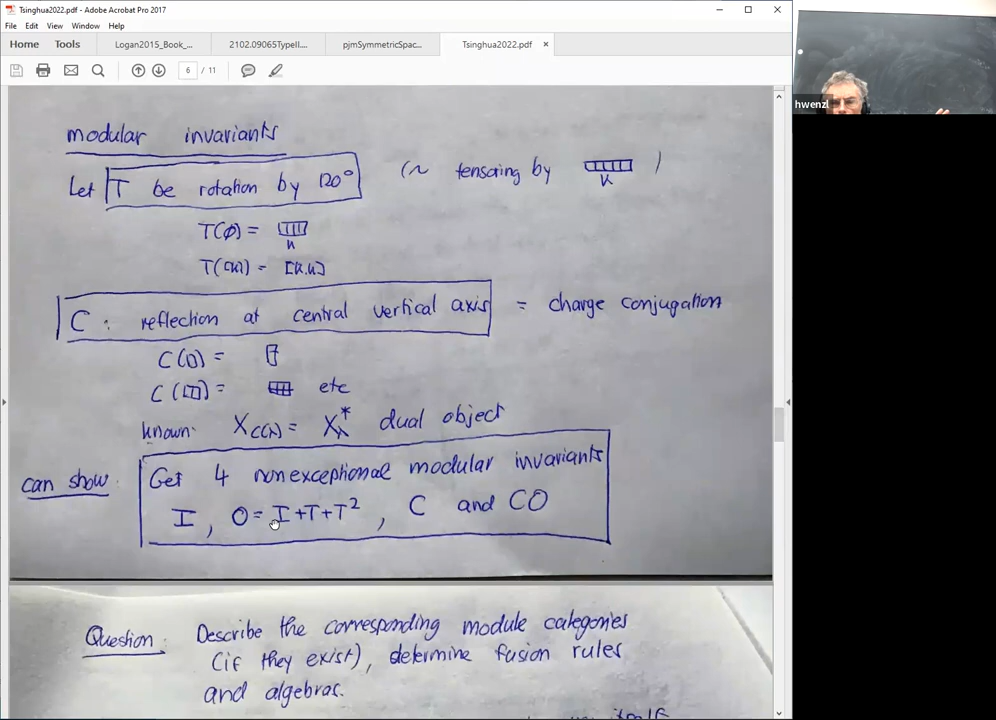 Tsinghua2022.pdf - Adobe Acrobat Pro 2017
File Edit View Window Help
Home Tools Logan2015_Book_... 2102.09065TypeII.... pjmSymmetricSpac... Tsinghua2022.pdf ×
6 / 11
hwenzl
modular invariants
Let T be rotation by 120° (~ tensoring by k )
T(φ) = k
T([k]) = [k,k]
C: reflection at central vertical axis = charge conjugation
C(□) =
C( ) = etc
known: X_C(λ) = X_λ^* dual object
can show: Get 4 nonexceptional modular invariants
I, O = I+T+T², C and CO
Question: Describe the corresponding module categories
(if they exist), determine fusion rules
and algebras.